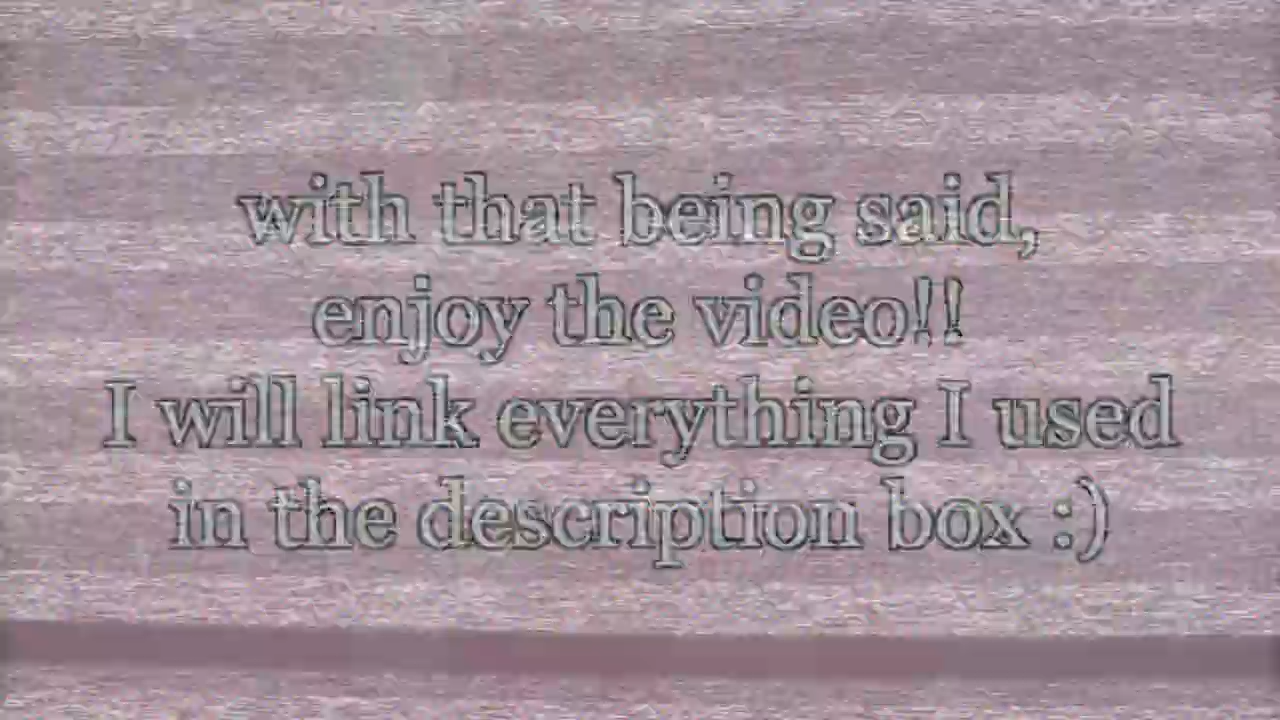 with that being said,
enjoy the video!!
I will link everything I used
in the description box :)